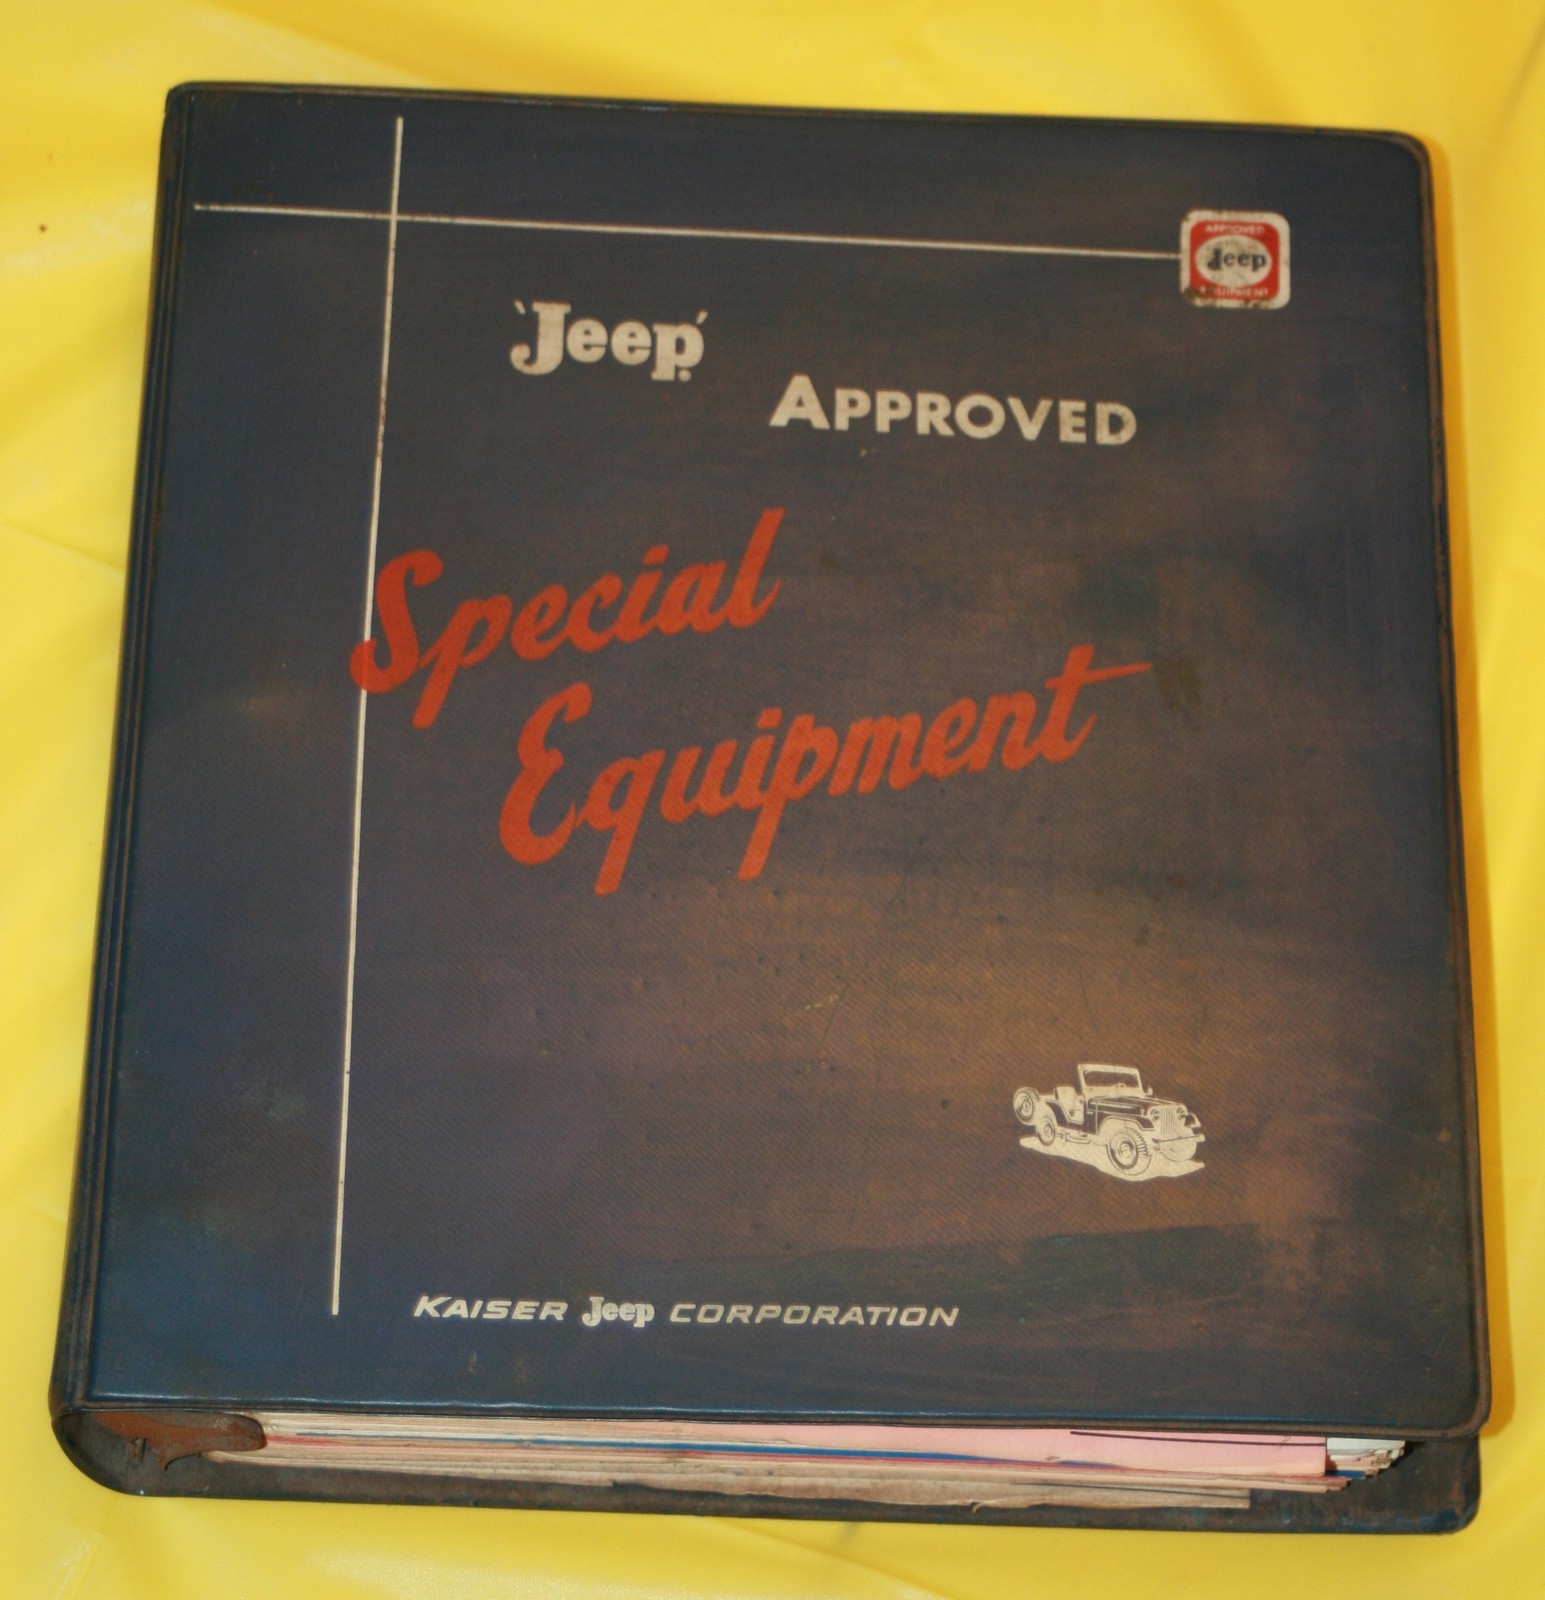 APPROVED
Jeep
EQUIPMENT
'Jeep'
APPROVED
Special
Equipment
KAISER Jeep CORPORATION